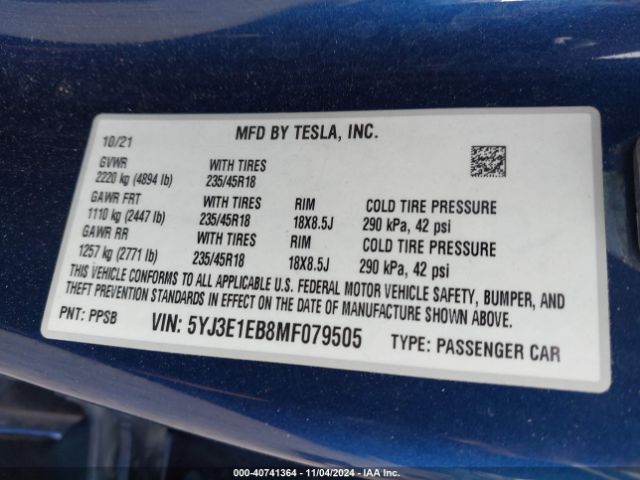 MFD BY TESLA, INC.
10/21
GVWR WITH TIRES
2220 kg (4894 lb) 235/45R18
GAWR FRT WITH TIRES RIM COLD TIRE PRESSURE
1110 kg (2447 lb) 235/45R18 18X8.5J 290 kPa, 42 psi
GAWR RR WITH TIRES RIM COLD TIRE PRESSURE
1257 kg (2771 lb) 235/45R18 18X8.5J 290 kPa, 42 psi
THIS VEHICLE CONFORMS TO ALL APPLICABLE U.S. FEDERAL MOTOR VEHICLE SAFETY, BUMPER, AND
THEFT PREVENTION STANDARDS IN EFFECT ON THE DATE OF MANUFACTURE SHOWN ABOVE.
PNT: PPSB VIN: 5YJ3E1EB8MF079505 TYPE: PASSENGER CAR
000-40741364 - 11/04/2024 - IAA Inc.